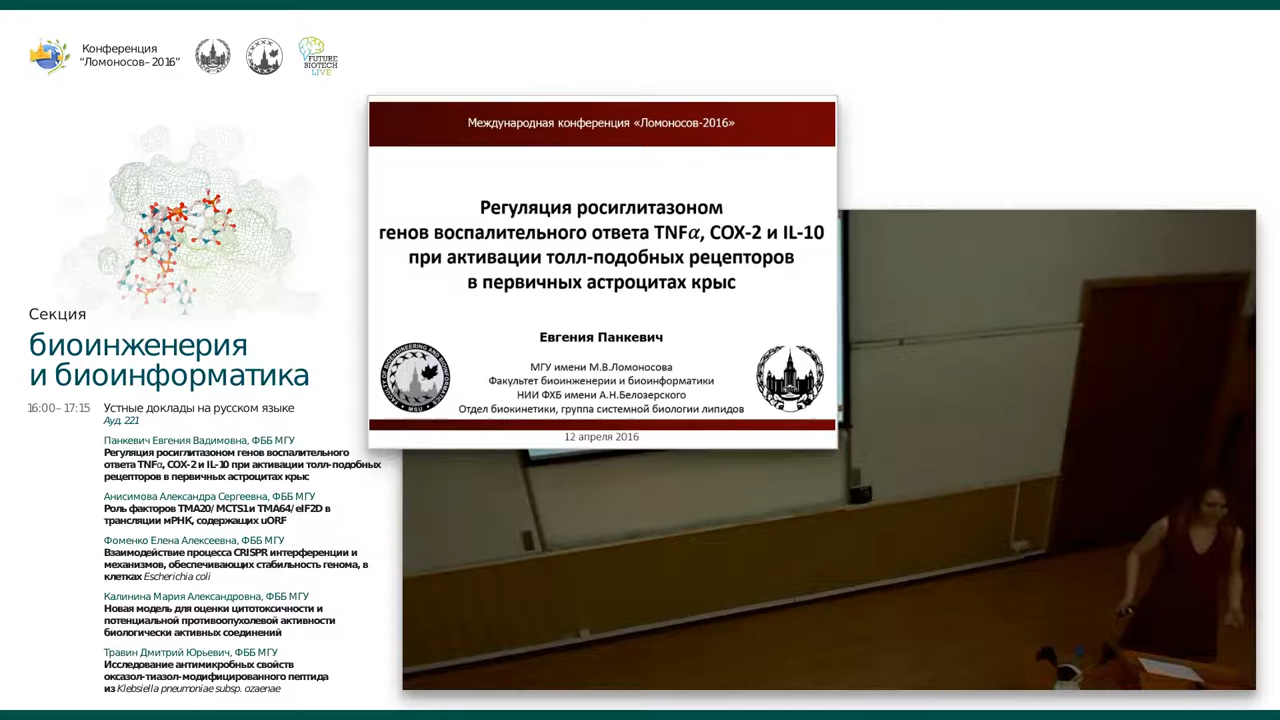 Конференция
“Ломоносов– 2016”
FUTURE
BIOTECH
LIVE
Международная конференция «Ломоносов-2016»
Регуляция росиглитазоном
генов воспалительного ответа TNFα, COX-2 и IL-10
при активации толл-подобных рецепторов
в первичных астроцитах крыс
Евгения Панкевич
МГУ имени М.В.Ломоносова
Факультет биоинженерии и биоинформатики
НИИ ФХБ имени А.Н.Белозерского
Отдел биокинетики, группа системной биологии липидов
FACULTY OF BIOENGINEERING AND BIOINFORMATICS
MSU
12 апреля 2016
Секция
биоинженерия
и биоинформатика
16:00– 17:15 Устные доклады на русском языке
Ауд. 221
Панкевич Евгения Вадимовна, ФББ МГУ
Регуляция росиглитазоном генов воспалительного
ответа TNFα, COX-2 и IL-10 при активации толл-подобных
рецепторов в первичных астроцитах крыс
Анисимова Александра Сергеевна, ФББ МГУ
Роль факторов TMA20/MCTS1 и TMA64/eIF2D в
трансляции мРНК, содержащих uORF
Фоменко Елена Алексеевна, ФББ МГУ
Взаимодействие процесса CRISPR интерференции и
механизмов, обеспечивающих стабильность генома, в
клетках Escherichia coli
Калинина Мария Александровна, ФББ МГУ
Новая модель для оценки цитотоксичности и
потенциальной противоопухолевой активности
биологически активных соединений
Травин Дмитрий Юрьевич, ФББ МГУ
Исследование антимикробных свойств
оксазол-тиазол-модифицированного пептида
из Klebsiella pneumoniae subsp. ozaenae